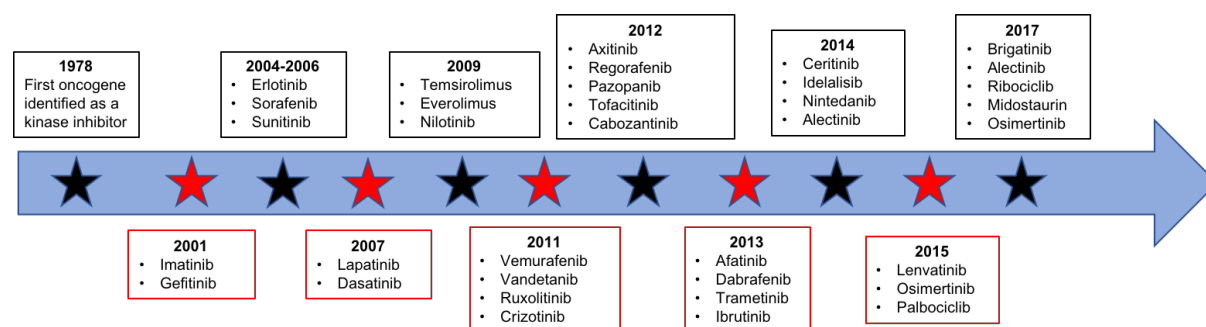 1978
First oncogene
identified as a
kinase inhibitor
2004-2006
• Erlotinib
• Sorafenib
• Sunitinib
2009
• Temsirolimus
• Everolimus
• Nilotinib
2012
• Axitinib
• Regorafenib
• Pazopanib
• Tofacitinib
• Cabozantinib
2014
• Ceritinib
• Idelalisib
• Nintedanib
• Alectinib
2017
• Brigatinib
• Alectinib
• Ribociclib
• Midostaurin
• Osimertinib
2001
• Imatinib
• Gefitinib
2007
• Lapatinib
• Dasatinib
2011
• Vemurafenib
• Vandetanib
• Ruxolitinib
• Crizotinib
2013
• Afatinib
• Dabrafenib
• Trametinib
• Ibrutinib
2015
• Lenvatinib
• Osimertinib
• Palbociclib